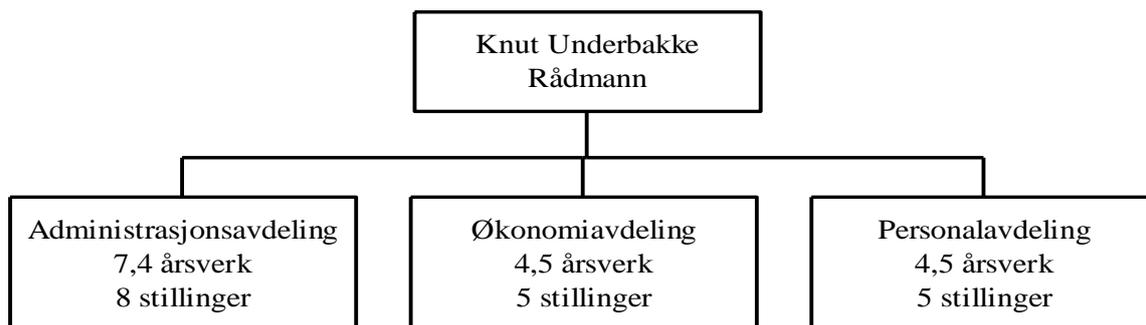 Knut Underbakke
Rådmann
Administrasjonsavdeling
7,4 årsverk
8 stillinger
Økonomiavdeling
4,5 årsverk
5 stillinger
Personalavdeling
4,5 årsverk
5 stillinger